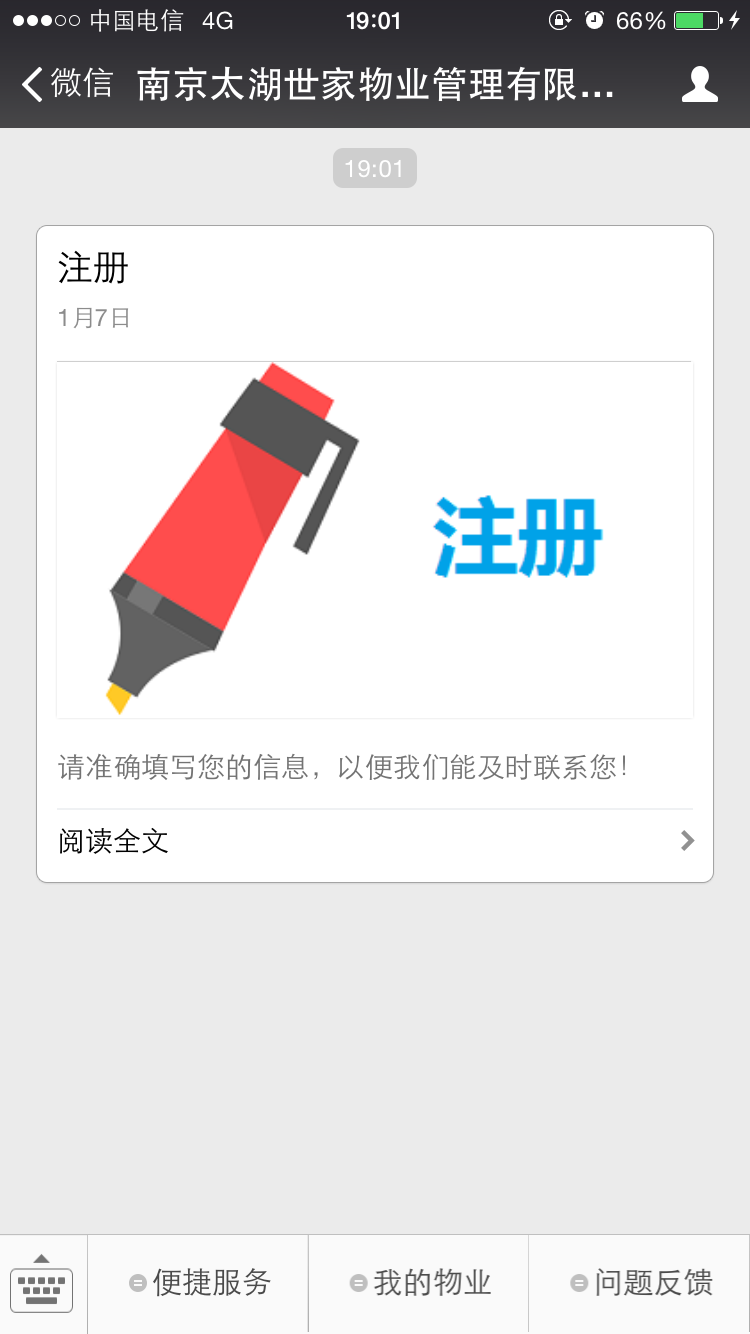 中国电信 4G 19:01 66%
微信 南京太湖世家物业管理有限...
19:01
注册
1月7日
注册
请准确填写您的信息，以便我们能及时联系您！
阅读全文
便捷服务 我的物业 问题反馈